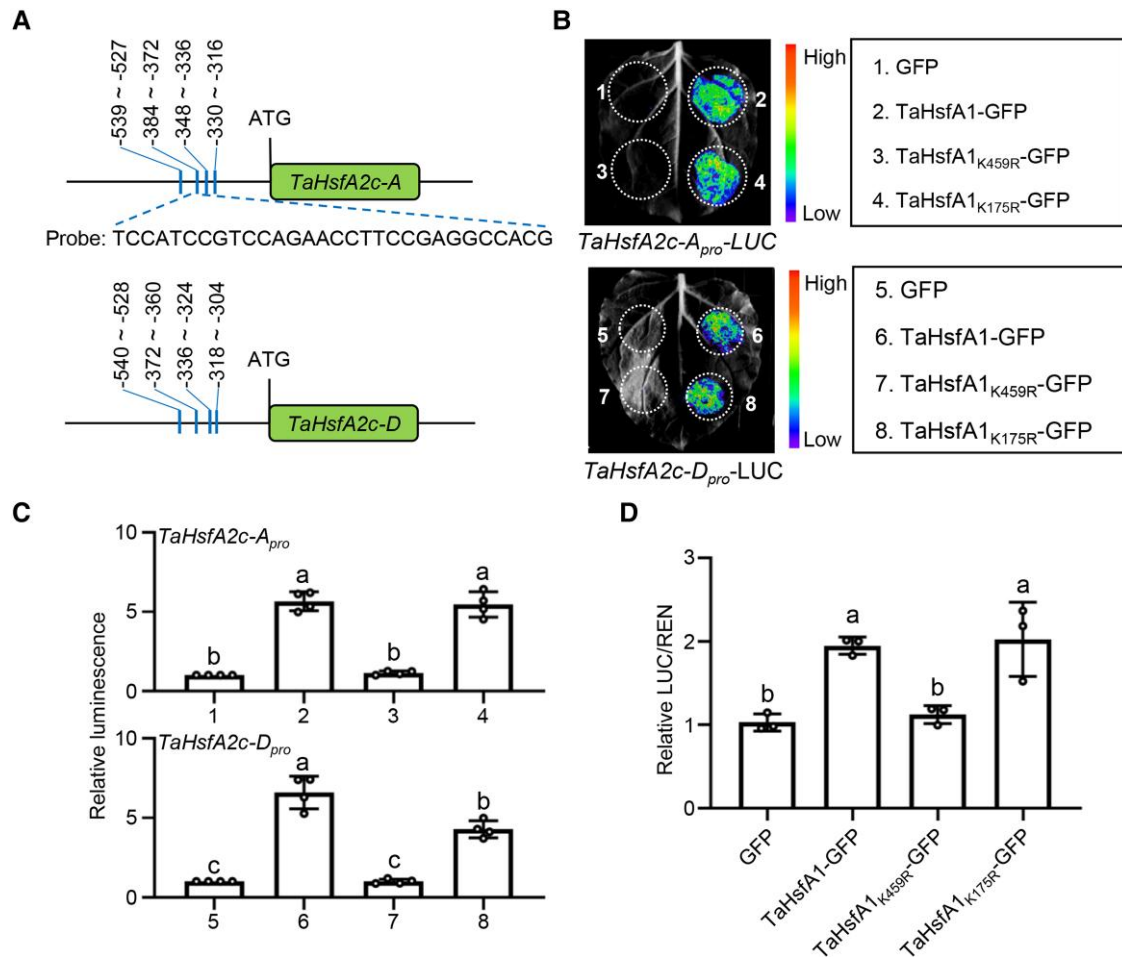 A
-539 ~ -527
-384 ~ -372
-348 ~ -336
-330 ~ -316
ATG
TaHsfA2c-A
Probe: TCCATCCGTCCAGAACCTTCCGAGGCCACG
-540 ~ -528
-372 ~ -360
-336 ~ -324
-318 ~ -304
ATG
TaHsfA2c-D
B
1
2
3
4
High
Low
TaHsfA2c-Apro-LUC
1. GFP
2. TaHsfA1-GFP
3. TaHsfA1K459R-GFP
4. TaHsfA1K175R-GFP
5
6
7
8
High
Low
TaHsfA2c-Dpro-LUC
5. GFP
6. TaHsfA1-GFP
7. TaHsfA1K459R-GFP
8. TaHsfA1K175R-GFP
C
Relative luminescence
TaHsfA2c-Apro
10
5
0
b
a
b
a
1 2 3 4
TaHsfA2c-Dpro
10
5
0
c
a
c
b
5 6 7 8
D
Relative LUC/REN
3
2
1
0
b
a
b
a
GFP
TaHsfA1-GFP
TaHsfA1K459R-GFP
TaHsfA1K175R-GFP